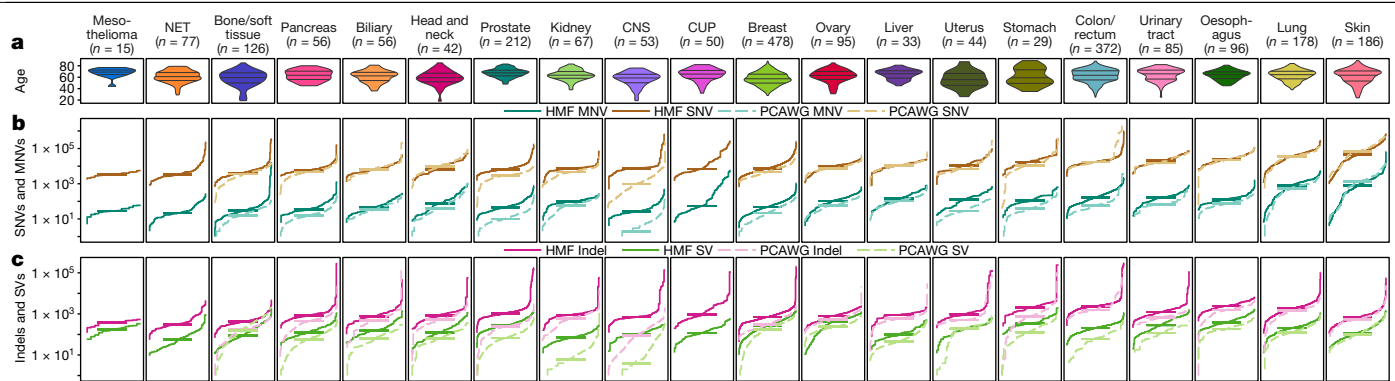 a
Meso-
thelioma
(n = 15)
NET
(n = 77)
Bone/soft
tissue
(n = 126)
Pancreas
(n = 56)
Biliary
(n = 56)
Head and
neck
(n = 42)
Prostate
(n = 212)
Kidney
(n = 67)
CNS
(n = 53)
CUP
(n = 50)
Breast
(n = 478)
Ovary
(n = 95)
Liver
(n = 33)
Uterus
(n = 44)
Stomach
(n = 29)
Colon/
rectum
(n = 372)
Urinary
tract
(n = 85)
Oesoph-
agus
(n = 96)
Lung
(n = 178)
Skin
(n = 186)
Age
80
60
40
20
b
HMF MNV HMF SNV PCAWG MNV PCAWG SNV
SNVs and MNVs
1 × 10⁵
1 × 10³
1 × 10¹
c
HMF Indel HMF SV PCAWG Indel PCAWG SV
Indels and SVs
1 × 10⁵
1 × 10³
1 × 10¹